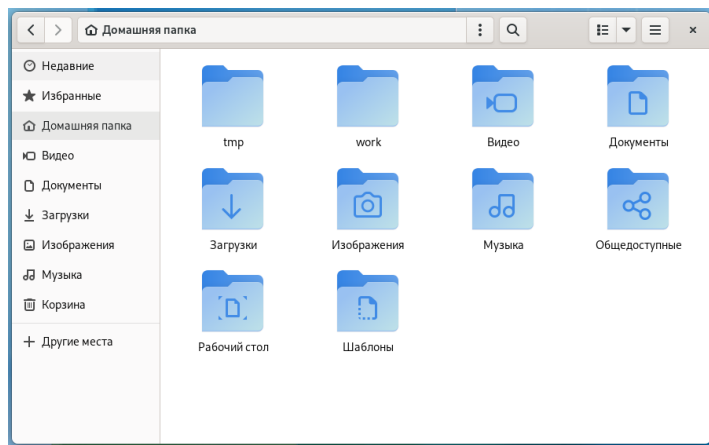 Домашняя папка
Недавние
Избранные
Домашняя папка
Видео
Документы
Загрузки
Изображения
Музыка
Корзина
Другие места
tmp
work
Видео
Документы
Загрузки
Изображения
Музыка
Общедоступные
Рабочий стол
Шаблоны